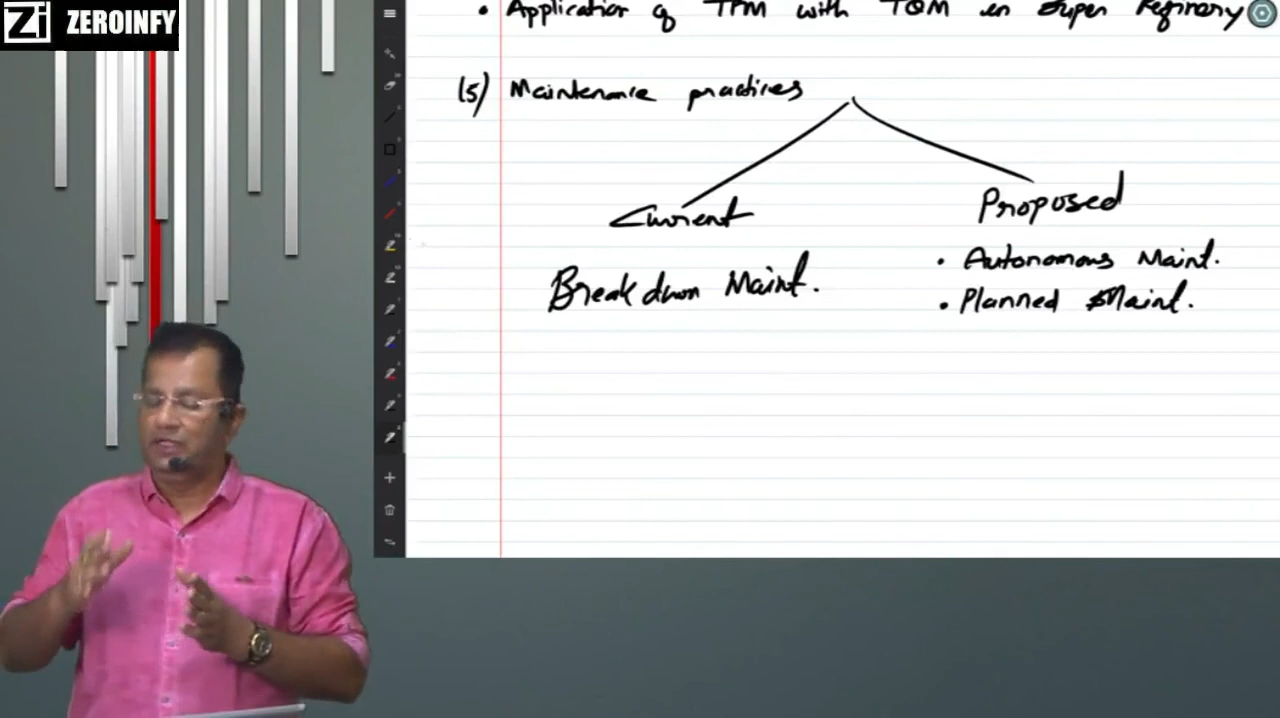 Zi ZEROINFY
• Application of TPM with TQM in Super Refinery
(5) Maintenance practices
Current
Proposed
Breakdown Maint.
• Autonomous Maint.
• Planned Maint.